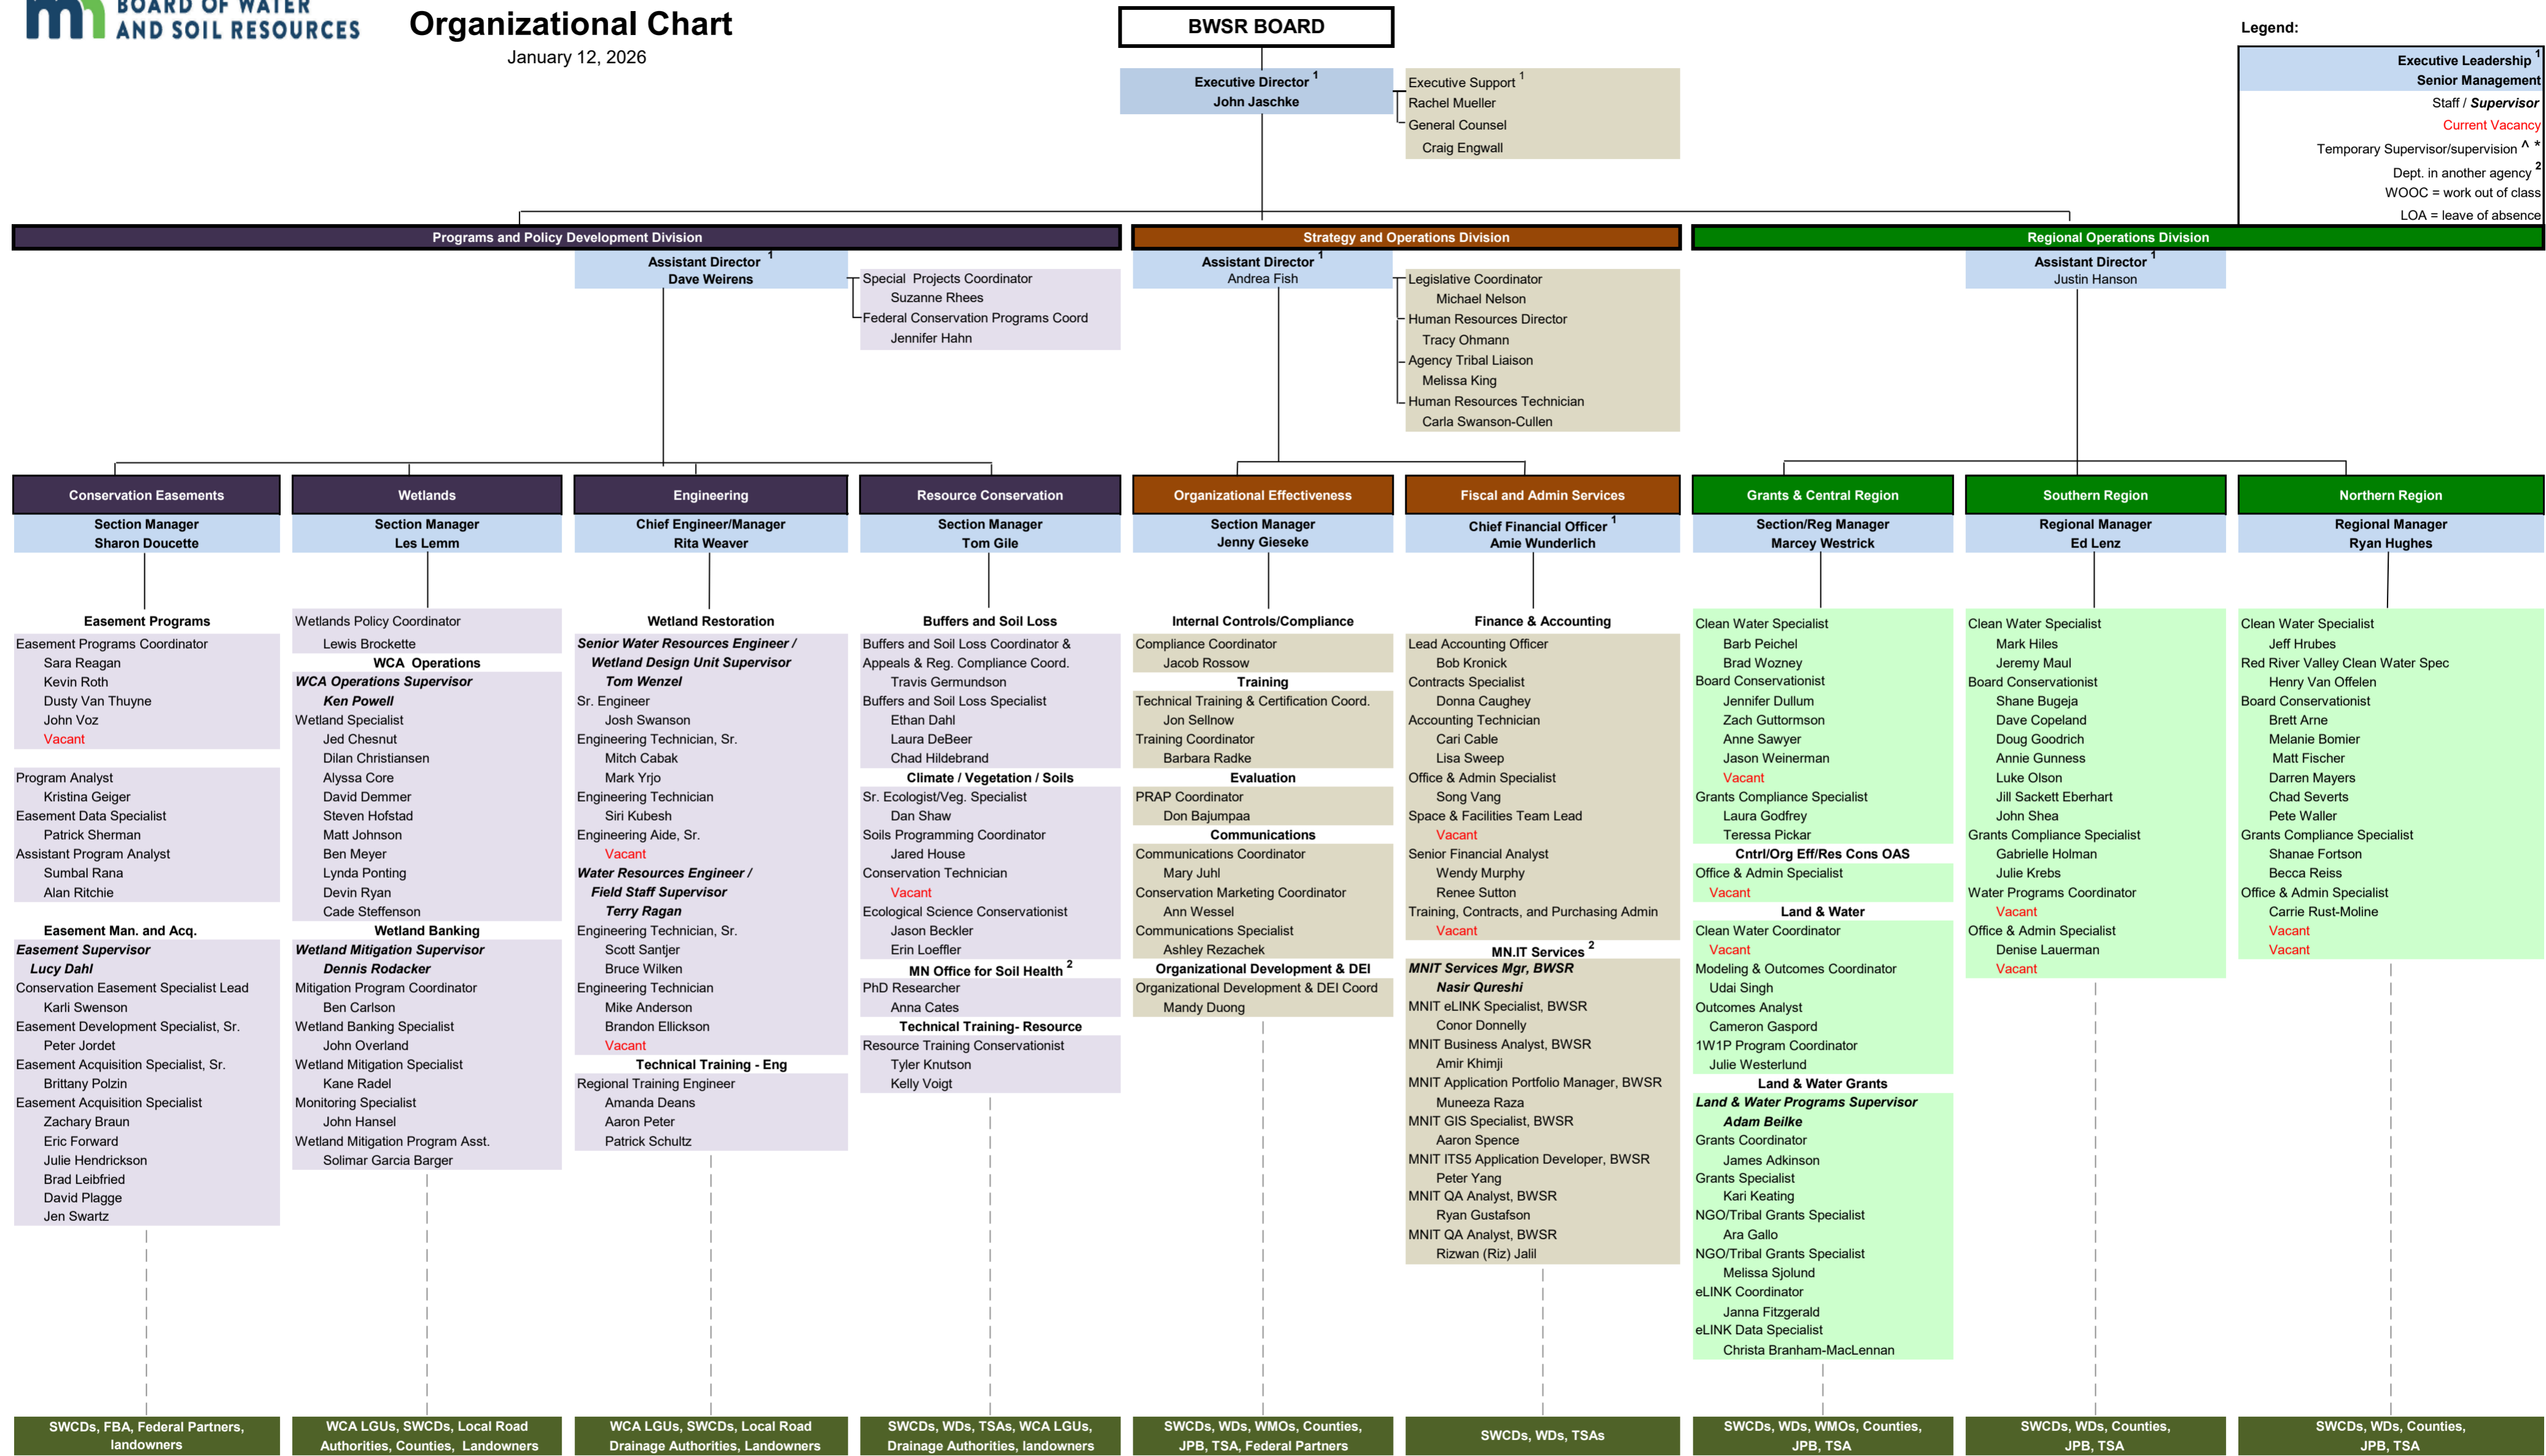 BOARD OF WATER
AND SOIL RESOURCES
Organizational Chart
January 12, 2026
BWSR BOARD
Executive Director 1
John Jaschke
Executive Support 1
Rachel Mueller
General Counsel
Craig Engwall
Legend:
Executive Leadership 1
Senior Management
Staff / Supervisor
Current Vacancy
Temporary Supervisor/supervision ^ *
Dept. in another agency 2
WOOC = work out of class
LOA = leave of absence
Programs and Policy Development Division
Assistant Director 1
Dave Weirens
Special Projects Coordinator
Suzanne Rhees
Federal Conservation Programs Coord
Jennifer Hahn
Strategy and Operations Division
Assistant Director 1
Andrea Fish
Legislative Coordinator
Michael Nelson
Human Resources Director
Tracy Ohmann
Agency Tribal Liaison
Melissa King
Human Resources Technician
Carla Swanson-Cullen
Regional Operations Division
Assistant Director 1
Justin Hanson
Conservation Easements
Section Manager
Sharon Doucette
Easement Programs
Easement Programs Coordinator
Sara Reagan
Kevin Roth
Dusty Van Thuyne
John Voz
Vacant
Program Analyst
Kristina Geiger
Easement Data Specialist
Patrick Sherman
Assistant Program Analyst
Sumbal Rana
Alan Ritchie
Easement Man. and Acq.
Easement Supervisor
Lucy Dahl
Conservation Easement Specialist Lead
Karli Swenson
Easement Development Specialist, Sr.
Peter Jordet
Easement Acquisition Specialist, Sr.
Brittany Polzin
Easement Acquisition Specialist
Zachary Braun
Eric Forward
Julie Hendrickson
Brad Leibfried
David Plagge
Jen Swartz
SWCDs, FBA, Federal Partners,
landowners
Wetlands
Section Manager
Les Lemm
Wetlands Policy Coordinator
Lewis Brockette
WCA Operations
WCA Operations Supervisor
Ken Powell
Wetland Specialist
Jed Chesnut
Dilan Christiansen
Alyssa Core
David Demmer
Steven Hofstad
Matt Johnson
Ben Meyer
Lynda Ponting
Devin Ryan
Cade Steffenson
Wetland Banking
Wetland Mitigation Supervisor
Dennis Rodacker
Mitigation Program Coordinator
Ben Carlson
Wetland Banking Specialist
John Overland
Wetland Mitigation Specialist
Kane Radel
Monitoring Specialist
John Hansel
Wetland Mitigation Program Asst.
Solimar Garcia Barger
WCA LGUs, SWCDs, Local Road
Authorities, Counties, Landowners
Engineering
Chief Engineer/Manager
Rita Weaver
Wetland Restoration
Senior Water Resources Engineer /
Wetland Design Unit Supervisor
Tom Wenzel
Sr. Engineer
Josh Swanson
Engineering Technician, Sr.
Mitch Cabak
Mark Yrjo
Engineering Technician
Siri Kubesh
Engineering Aide, Sr.
Vacant
Water Resources Engineer /
Field Staff Supervisor
Terry Ragan
Engineering Technician, Sr.
Scott Santjer
Bruce Wilken
Engineering Technician
Mike Anderson
Brandon Ellickson
Vacant
Technical Training - Eng
Regional Training Engineer
Amanda Deans
Aaron Peter
Patrick Schultz
WCA LGUs, SWCDs, Local Road
Drainage Authorities, Landowners
Resource Conservation
Section Manager
Tom Gile
Buffers and Soil Loss
Buffers and Soil Loss Coordinator &
Appeals & Reg. Compliance Coord.
Travis Germundson
Buffers and Soil Loss Specialist
Ethan Dahl
Laura DeBeer
Chad Hildebrand
Climate / Vegetation / Soils
Sr. Ecologist/Veg. Specialist
Dan Shaw
Soils Programming Coordinator
Jared House
Conservation Technician
Vacant
Ecological Science Conservationist
Jason Beckler
Erin Loeffler
MN Office for Soil Health 2
PhD Researcher
Anna Cates
Technical Training- Resource
Resource Training Conservationist
Tyler Knutson
Kelly Voigt
SWCDs, WDs, TSAs, WCA LGUs,
Drainage Authorities, landowners
Organizational Effectiveness
Section Manager
Jenny Gieseke
Internal Controls/Compliance
Compliance Coordinator
Jacob Rossow
Training
Technical Training & Certification Coord.
Jon Sellnow
Training Coordinator
Barbara Radke
Evaluation
PRAP Coordinator
Don Bajumpaa
Communications
Communications Coordinator
Mary Juhl
Conservation Marketing Coordinator
Ann Wessel
Communications Specialist
Ashley Rezachek
Organizational Development & DEI
Organizational Development & DEI Coord
Mandy Duong
SWCDs, WDs, WMOs, Counties,
JPB, TSA, Federal Partners
Fiscal and Admin Services
Chief Financial Officer 1
Amie Wunderlich
Finance & Accounting
Lead Accounting Officer
Bob Kronick
Contracts Specialist
Donna Caughey
Accounting Technician
Cari Cable
Lisa Sweep
Office & Admin Specialist
Song Vang
Space & Facilities Team Lead
Vacant
Senior Financial Analyst
Wendy Murphy
Renee Sutton
Training, Contracts, and Purchasing Admin
Vacant
MN.IT Services 2
MNIT Services Mgr, BWSR
Nasir Qureshi
MNIT eLINK Specialist, BWSR
Conor Donnelly
MNIT Business Analyst, BWSR
Amir Khimji
MNIT Application Portfolio Manager, BWSR
Muneeza Raza
MNIT GIS Specialist, BWSR
Aaron Spence
MNIT ITS5 Application Developer, BWSR
Peter Yang
MNIT QA Analyst, BWSR
Ryan Gustafson
MNIT QA Analyst, BWSR
Rizwan (Riz) Jalil
SWCDs, WDs, TSAs
Grants & Central Region
Section/Reg Manager
Marcey Westrick
Clean Water Specialist
Barb Peichel
Brad Wozney
Board Conservationist
Jennifer Dullum
Zach Guttormson
Anne Sawyer
Jason Weinerman
Vacant
Grants Compliance Specialist
Laura Godfrey
Teressa Pickar
Cntrl/Org Eff/Res Cons OAS
Office & Admin Specialist
Vacant
Land & Water
Clean Water Coordinator
Vacant
Modeling & Outcomes Coordinator
Udai Singh
Outcomes Analyst
Cameron Gaspord
1W1P Program Coordinator
Julie Westerlund
Land & Water Grants
Land & Water Programs Supervisor
Adam Beilke
Grants Coordinator
James Adkinson
Grants Specialist
Kari Keating
NGO/Tribal Grants Specialist
Ara Gallo
NGO/Tribal Grants Specialist
Melissa Sjolund
eLINK Coordinator
Janna Fitzgerald
eLINK Data Specialist
Christa Branham-MacLennan
SWCDs, WDs, WMOs, Counties,
JPB, TSA
Southern Region
Regional Manager
Ed Lenz
Clean Water Specialist
Mark Hiles
Jeremy Maul
Board Conservationist
Shane Bugeja
Dave Copeland
Doug Goodrich
Annie Gunness
Luke Olson
Jill Sackett Eberhart
John Shea
Grants Compliance Specialist
Gabrielle Holman
Julie Krebs
Water Programs Coordinator
Vacant
Office & Admin Specialist
Denise Lauerman
Vacant
SWCDs, WDs, Counties,
JPB, TSA
Northern Region
Regional Manager
Ryan Hughes
Clean Water Specialist
Jeff Hrubes
Red River Valley Clean Water Spec
Henry Van Offelen
Board Conservationist
Brett Arne
Melanie Bomier
Matt Fischer
Darren Mayers
Chad Severts
Pete Waller
Grants Compliance Specialist
Shanae Fortson
Becca Reiss
Office & Admin Specialist
Carrie Rust-Moline
Vacant
Vacant
SWCDs, WDs, Counties,
JPB, TSA